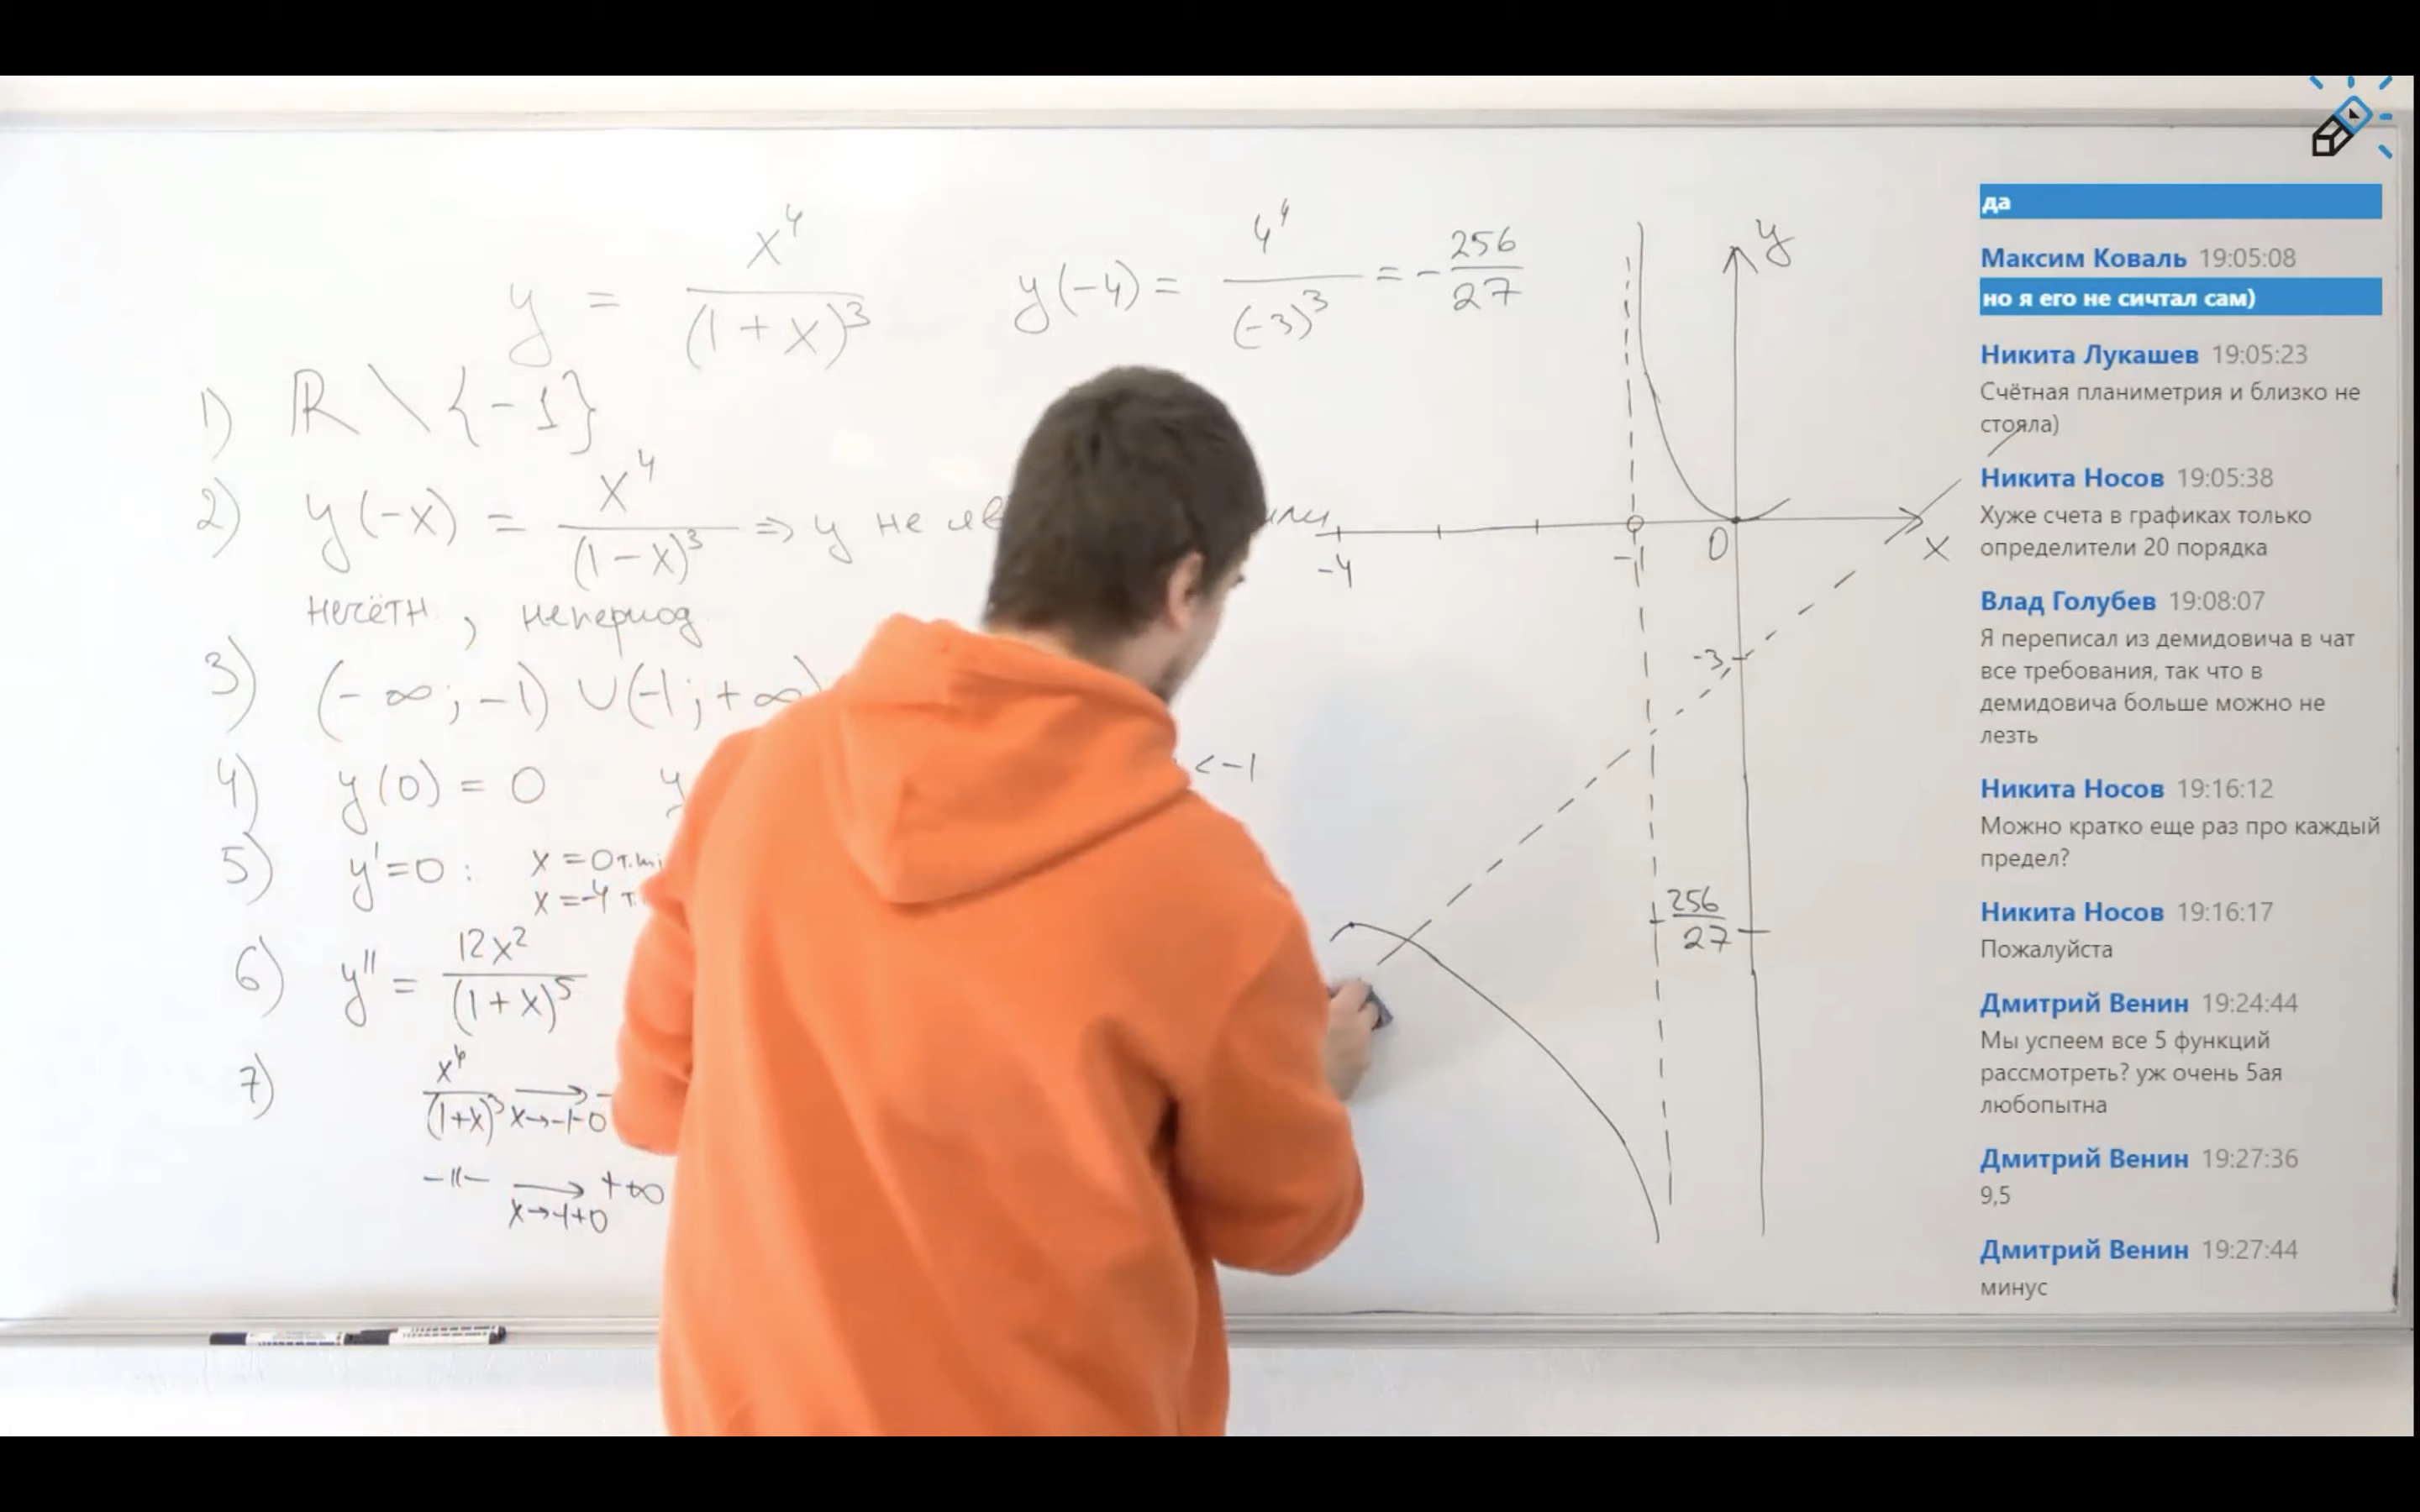 y = x⁴/(1+x)³
y(-4) = 4⁴/(-3)³ = -256/27
1) ℝ \ {-1}
2) y(-x) = x⁴/(1-x)³ ⇒ y не
нечётн., непериод
3) (-∞; -1) ∪ (-1; +∞)
4) y(0) = 0 y
< -1
5) y' = 0 : x = 0 т.
x = -4 т.
6) y'' = 12x²/(1+x)⁵
7) x⁴/(1+x)³ → x→-1-0
-||- → +∞ x→-1+0
y
-4
-1
0
x
-3
256/27
да
Максим Коваль 19:05:08
но я его не сичтал сам)
Никита Лукашев 19:05:23
Счётная планиметрия и близко не
стояла)
Никита Носов 19:05:38
Хуже счета в графиках только
определители 20 порядка
Влад Голубев 19:08:07
Я переписал из демидовича в чат
все требования, так что в
демидовича больше можно не
лезть
Никита Носов 19:16:12
Можно кратко еще раз про каждый
предел?
Никита Носов 19:16:17
Пожалуйста
Дмитрий Венин 19:24:44
Мы успеем все 5 функций
рассмотреть? уж очень 5ая
любопытна
Дмитрий Венин 19:27:36
9,5
Дмитрий Венин 19:27:44
минус